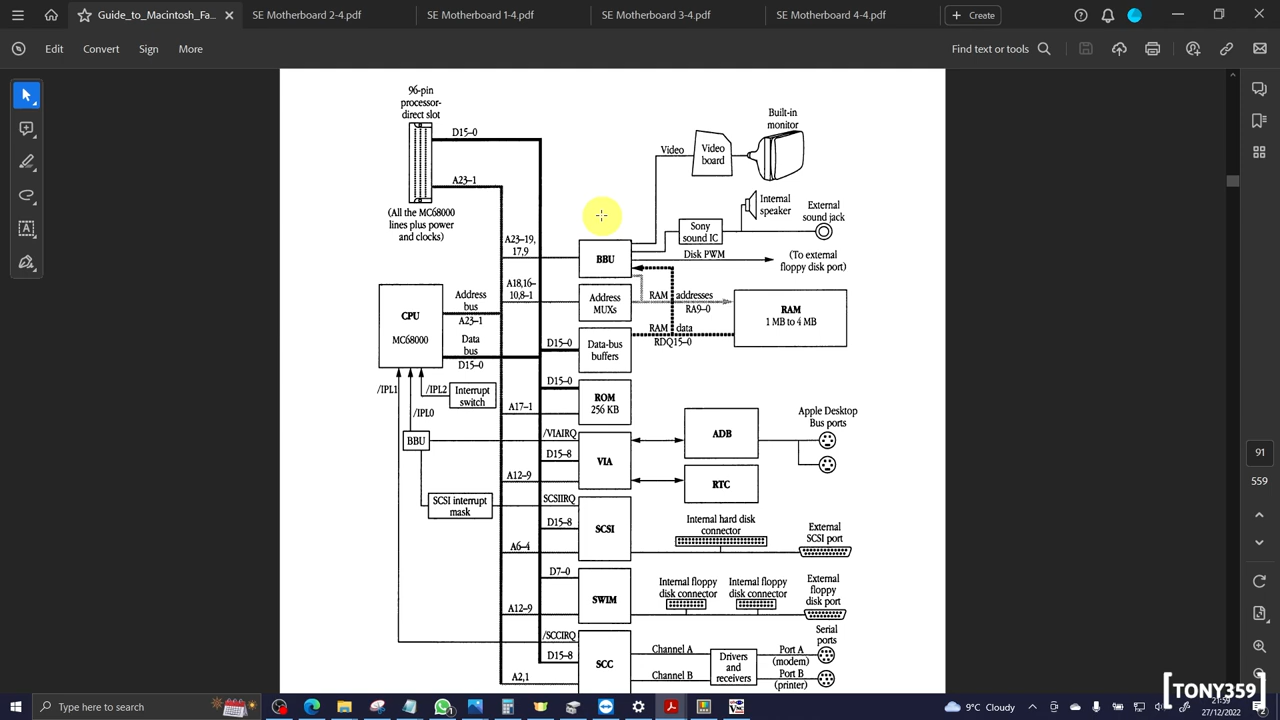 Guide_to_Macintosh_Fa...
SE Motherboard 2-4.pdf
SE Motherboard 1-4.pdf
SE Motherboard 3-4.pdf
SE Motherboard 4-4.pdf
Create
Edit
Convert
Sign
More
Find text or tools
96-pin
processor-
direct slot
D15–0
A23–1
(All the MC68000
lines plus power
and clocks)
Built-in
monitor
Video
Video
board
Internal
speaker
External
sound jack
Sony
sound IC
A23–19,
17,9
BBU
Disk PWM
(To external
floppy disk port)
A18,16–
10,8–1
Address
MUXs
RAM addresses
RA9–0
RAM
1 MB to 4 MB
CPU
MC68000
Address
bus
A23–1
Data
bus
D15–0
D15–0
Data-bus
buffers
RAM data
RDQ15–0
/IPL1
/IPL2
Interrupt
switch
/IPL0
D15–0
ROM
256 KB
A17–1
BBU
/VIAIRQ
D15–8
VIA
A12–9
ADB
Apple Desktop
Bus ports
RTC
SCSI interrupt
mask
SCSIIRQ
D15–8
SCSI
A6–4
Internal hard disk
connector
External
SCSI port
D7–0
SWIM
A12–9
Internal floppy
disk connector
Internal floppy
disk connector
External
floppy
disk port
/SCCIRQ
D15–8
SCC
A2,1
Channel A
Channel B
Drivers
and
receivers
Serial
ports
Port A
(modem)
Port B
(printer)
91
559
[TONY359]
Type here to search
9°C Cloudy
21:59
27/12/2022